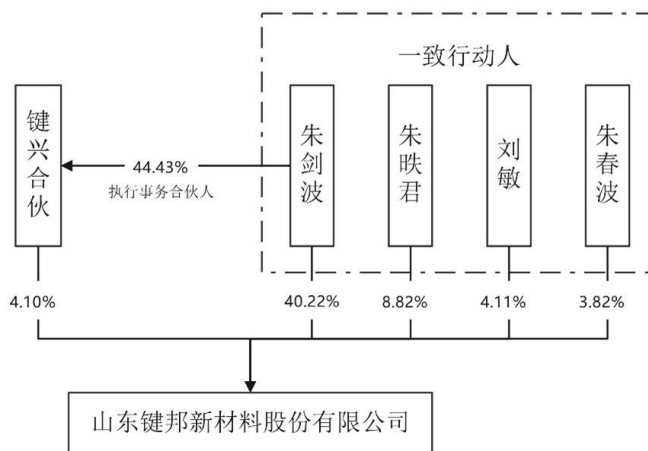 一致行动人
键兴合伙
朱剑波
朱昳君
刘敏
朱春波
44.43%
执行事务合伙人
4.10%
40.22%
8.82%
4.11%
3.82%
山东键邦新材料股份有限公司